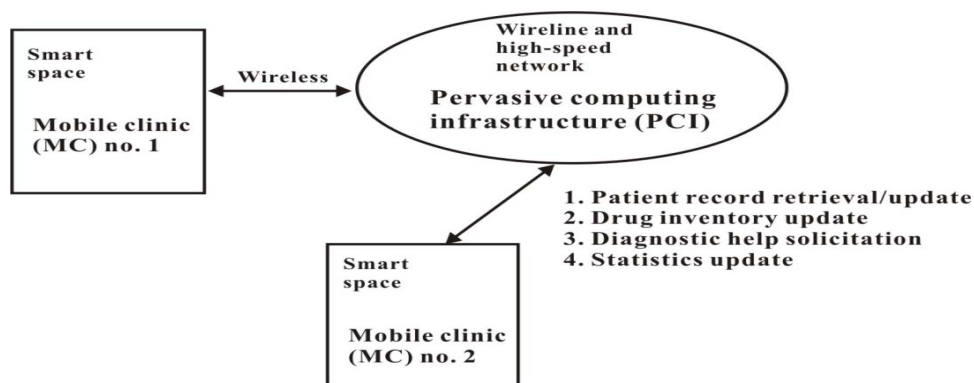 Smart
space
Mobile clinic
(MC) no. 1
Wireless
Wireline and
high-speed
network
Pervasive computing
infrastructure (PCI)
1. Patient record retrieval/update
2. Drug inventory update
3. Diagnostic help solicitation
4. Statistics update
Smart
space
Mobile clinic
(MC) no. 2